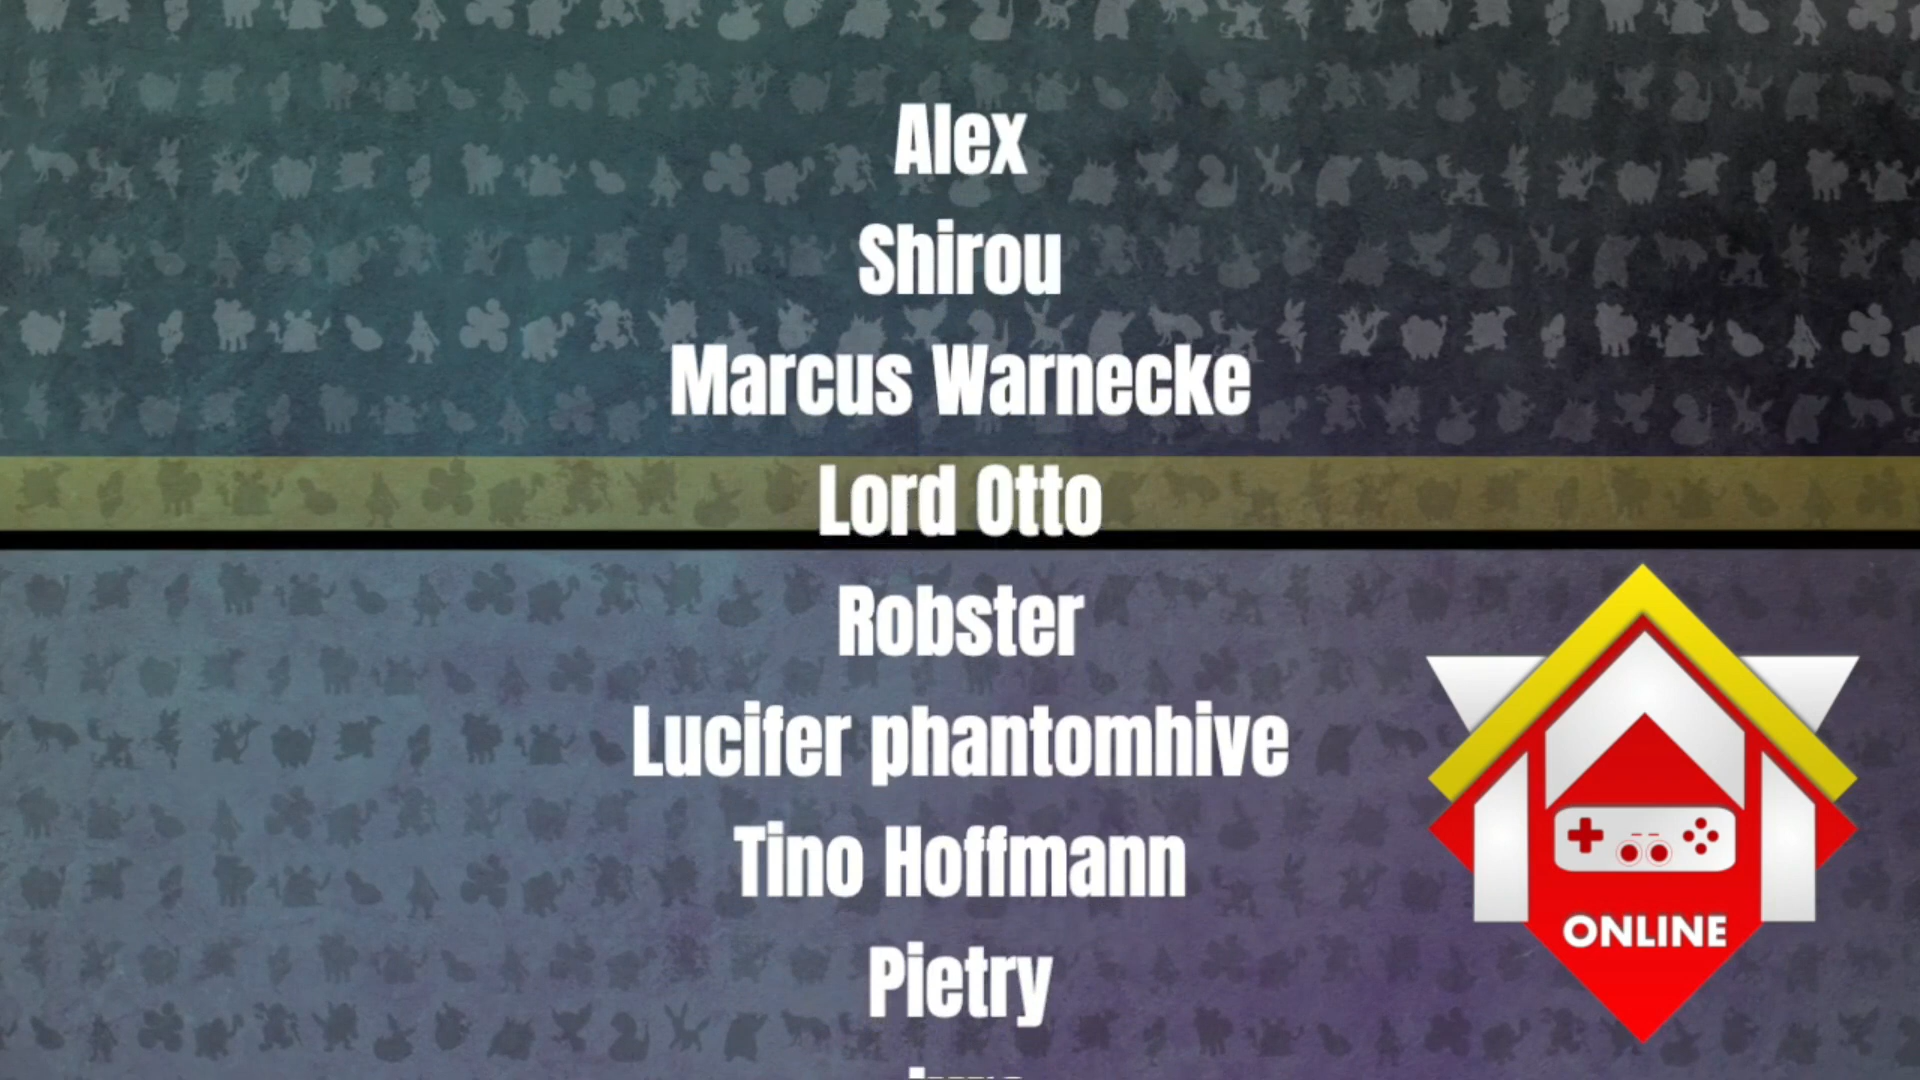 Alex
Shirou
Marcus Warnecke
Lord Otto
Robster
Lucifer phantomhive
Tino Hoffmann
ONLINE
Pietry